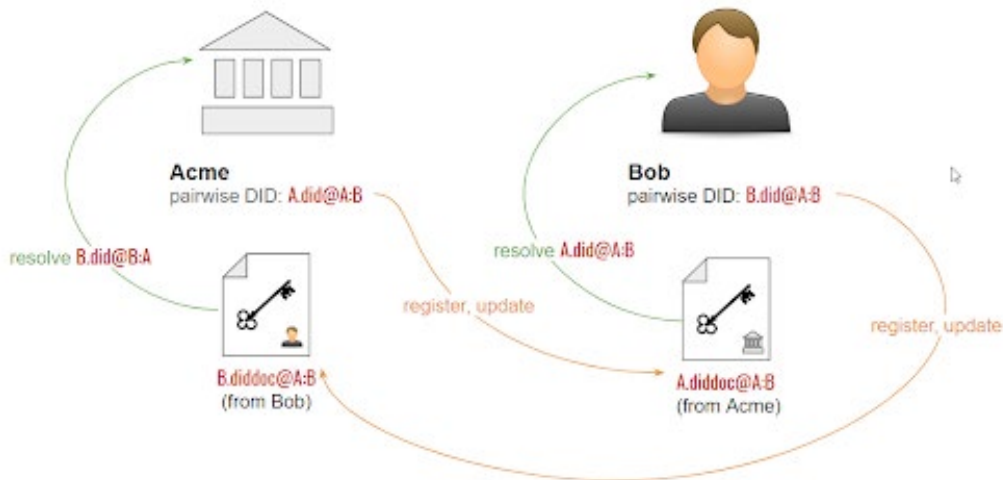 Acme
pairwise DID: A.did@A:B
Bob
pairwise DID: B.did@A:B
resolve B.did@B:A
resolve A.did@A:B
register, update
register, update
B.diddoc@A:B
(from Bob)
A.diddoc@A:B
(from Acme)